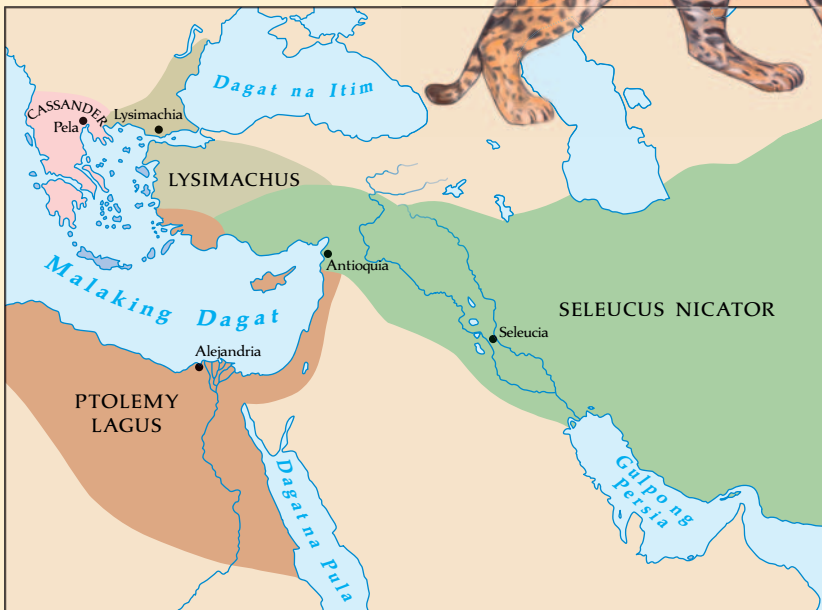 Dagat na Itim
CASSANDER
Pela
Lysimachia
LYSIMACHUS
Antioquia
Malaking Dagat
SELEUCUS NICATOR
Seleucia
Alejandria
PTOLEMY
LAGUS
Dagat na Pula
Gulpong
Persia